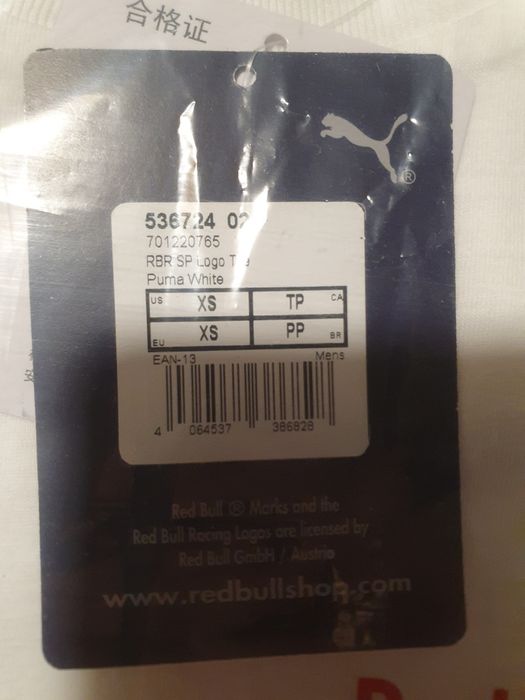 合格证
536724 02
701220765
RBR SP Logo Tee
Puma White
US XS TP CA
EU XS PP BR
EAN-13 Mens
4 064537 386828
Red Bull ® Marks and the
Red Bull Racing Logos are licensed by
Red Bull GmbH / Austria
www.redbullshop.com